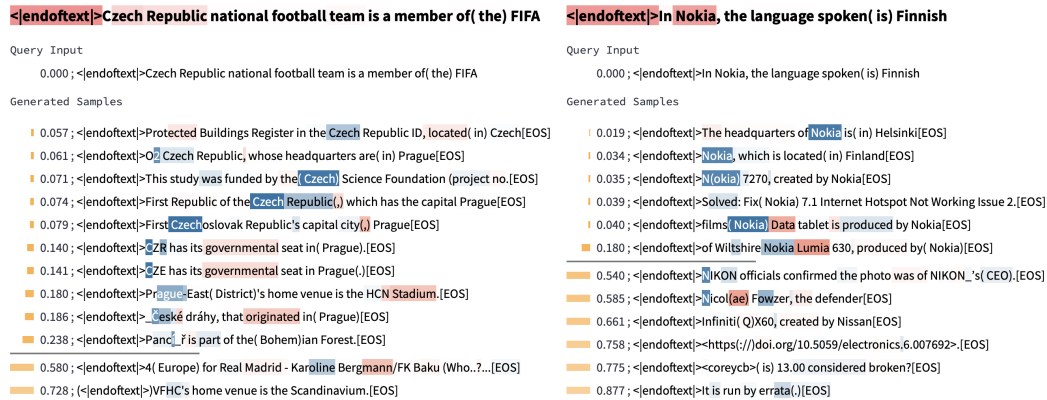 <|endoftext|>Czech Republic national football team is a member of( the) FIFA
Query Input
0.000 ; <|endoftext|>Czech Republic national football team is a member of( the) FIFA
Generated Samples
0.057 ; <|endoftext|>Protected Buildings Register in the Czech Republic ID, located( in) Czech[EOS]
0.061 ; <|endoftext|>O2 Czech Republic, whose headquarters are( in) Prague[EOS]
0.071 ; <|endoftext|>This study was funded by the( Czech) Science Foundation (project no.[EOS]
0.074 ; <|endoftext|>First Republic of the Czech Republic(,) which has the capital Prague[EOS]
0.079 ; <|endoftext|>First Czechoslovak Republic's capital city(,)[EOS]
0.140 ; <|endoftext|>CZR has its governmental seat in( Prague).[EOS]
0.141 ; <|endoftext|>CZE has its governmental seat in Prague(.)[EOS]
0.180 ; <|endoftext|>Prague-East( District)'s home venue is the HCN Stadium.[EOS]
0.186 ; <|endoftext|>_České dráhy, that originated in( Prague)[EOS]
0.238 ; <|endoftext|>Pancí_ř is part of the( Bohem)ian Forest.[EOS]
0.580 ; <|endoftext|>4( Europe) for Real Madrid - Karoline Bergmann/FK Baku (Who..?...[EOS]
0.728 ; (<|endoftext|>)VFHC's home venue is the Scandinavium.[EOS]
<|endoftext|>In Nokia, the language spoken( is) Finnish
Query Input
0.000 ; <|endoftext|>In Nokia, the language spoken( is) Finnish
Generated Samples
0.019 ; <|endoftext|>The headquarters of Nokia is( in) Helsinki[EOS]
0.034 ; <|endoftext|>Nokia, which is located( in) Finland[EOS]
0.035 ; <|endoftext|>N(okia) 7270, created by Nokia[EOS]
0.039 ; <|endoftext|>Solved: Fix( Nokia) 7.1 Internet Hotspot Not Working Issue 2.[EOS]
0.040 ; <|endoftext|>films( Nokia) Data tablet is produced by Nokia[EOS]
0.180 ; <|endoftext|>of Wiltshire Nokia Lumia 630, produced by( Nokia)[EOS]
0.540 ; <|endoftext|>NIKON officials confirmed the photo was of NIKON_'s( CEO).[EOS]
0.585 ; <|endoftext|>Nicol(ae) Fowzer, the defender[EOS]
0.661 ; <|endoftext|>Infiniti( Q)X60, created by Nissan[EOS]
0.758 ; <|endoftext|><https(://)doi.org/10.5059/electronics.6.007692>.[EOS]
0.775 ; <|endoftext|><coreycb>( is) 13.00 considered broken?[EOS]
0.877 ; <|endoftext|>It is run by errata(.)[EOS]